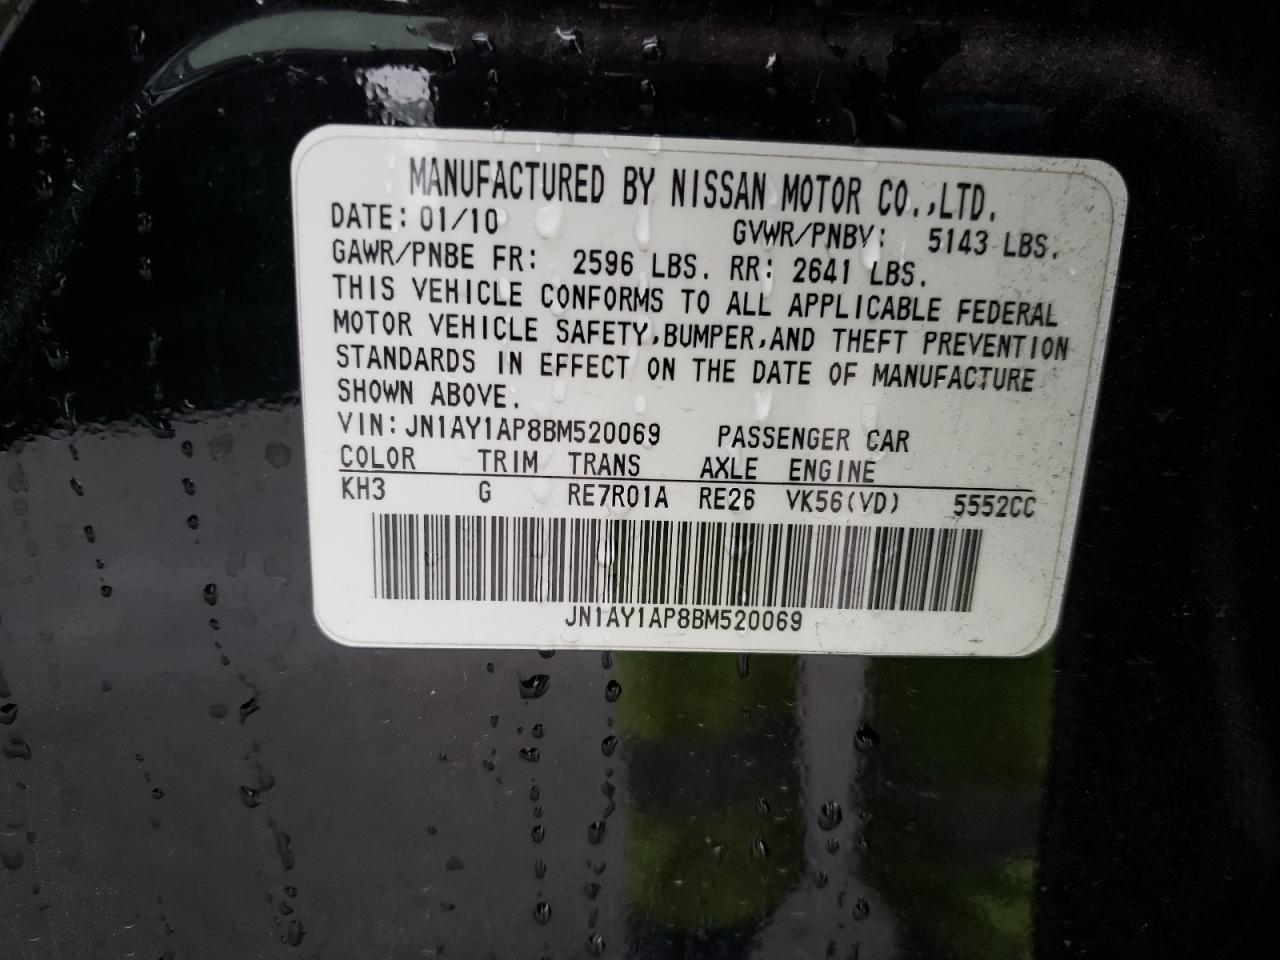 MANUFACTURED BY NISSAN MOTOR CO.,LTD.
DATE: 01/10 GVWR/PNBV: 5143 LBS.
GAWR/PNBE FR: 2596 LBS. RR: 2641 LBS.
THIS VEHICLE CONFORMS TO ALL APPLICABLE FEDERAL
MOTOR VEHICLE SAFETY,BUMPER,AND THEFT PREVENTION
STANDARDS IN EFFECT ON THE DATE OF MANUFACTURE
SHOWN ABOVE.
VIN:JN1AY1AP8BM520069 PASSENGER CAR
COLOR TRIM TRANS AXLE ENGINE
KH3 G RE7R01A RE26 VK56(VD) 5552CC
JN1AY1AP8BM520069